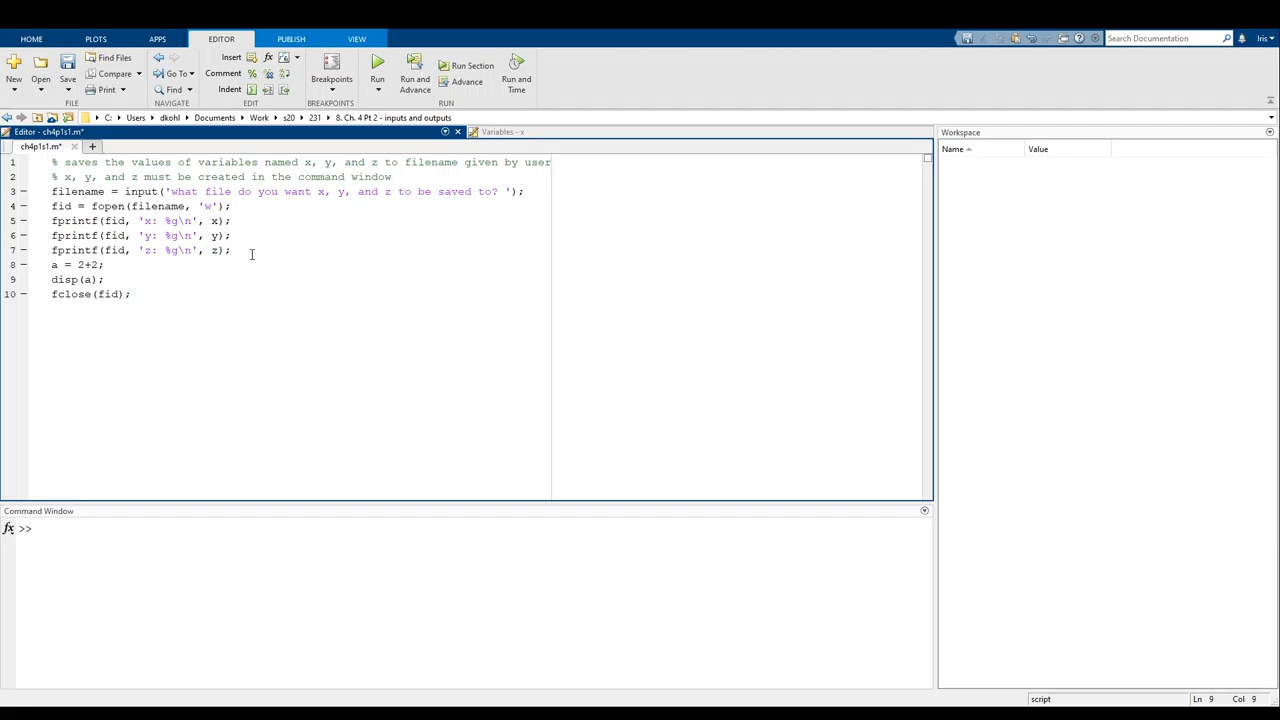 HOME PLOTS APPS EDITOR PUBLISH VIEW Search Documentation Iris
New Open Save Find Files Compare Print Go To Find Insert fx Comment Indent Breakpoints Run Run and Advance Run Section Advance Run and Time
FILE NAVIGATE EDIT BREAKPOINTS RUN
C: Users dkohl Documents Work s20 231 8. Ch. 4 Pt 2 - inputs and outputs
Editor - ch4p1s1.m* Variables - x Workspace
ch4p1s1.m* Name Value
1 % saves the values of variables named x, y, and z to filename given by user
2 % x, y, and z must be created in the command window
3 – filename = input('what file do you want x, y, and z to be saved to? ');
4 – fid = fopen(filename, 'w');
5 – fprintf(fid, 'x: %g\n', x);
6 – fprintf(fid, 'y: %g\n', y);
7 – fprintf(fid, 'z: %g\n', z);
8 – a = 2+2;
9 – disp(a);
10 – fclose(fid);
Command Window
fx >>
script Ln 9 Col 9